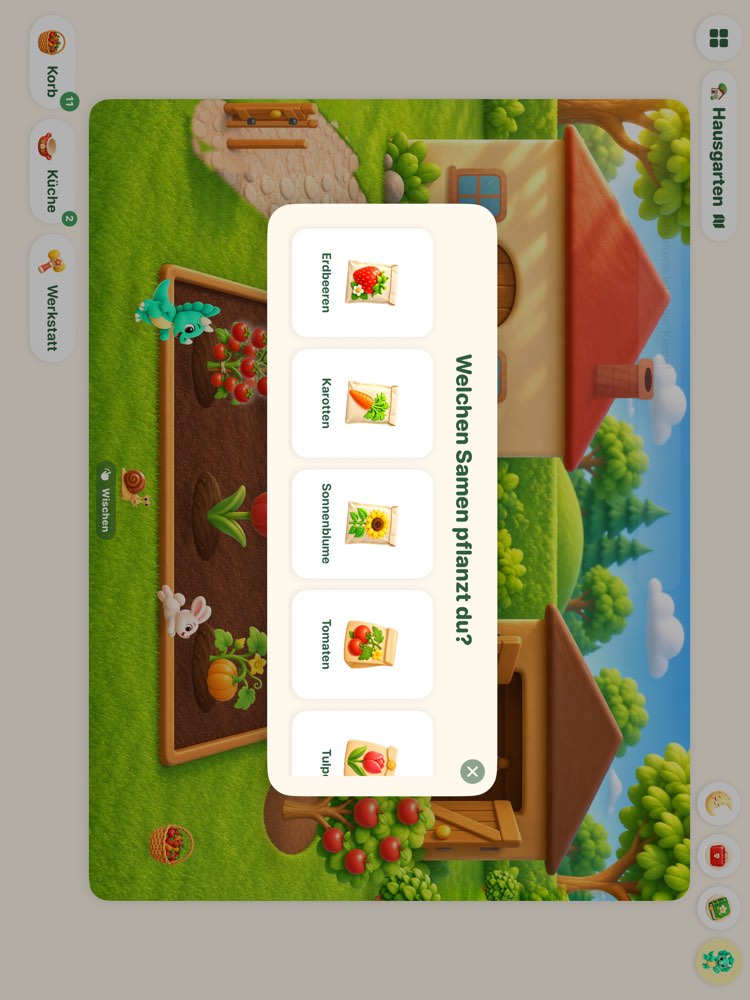 Hausgarten
Welchen Samen pflanzt du?
Erdbeeren
Karotten
Sonnenblume
Tomaten
Wischen
Korb
11
Küche
2
Werkstatt